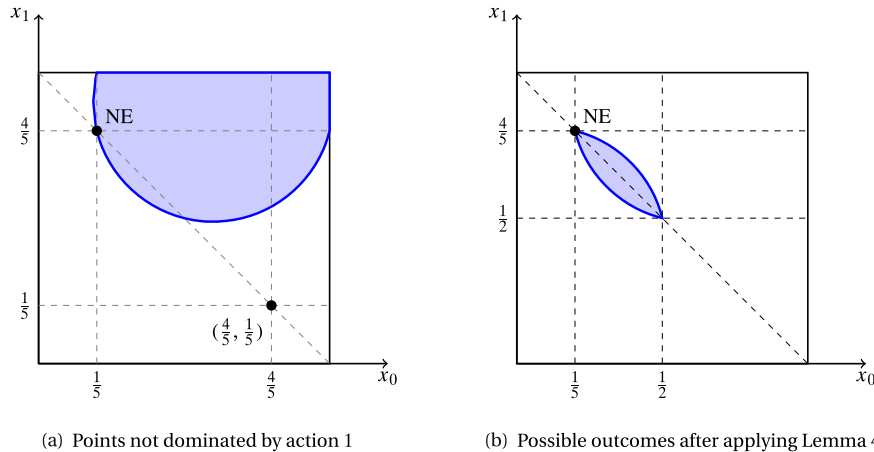 x₁
NE
4/5
1/5
(4/5, 1/5)
1/5
4/5
x₀
(a) Points not dominated by action 1
x₁
NE
4/5
1/2
1/5
1/2
x₀
(b) Possible outcomes after applying Lemma